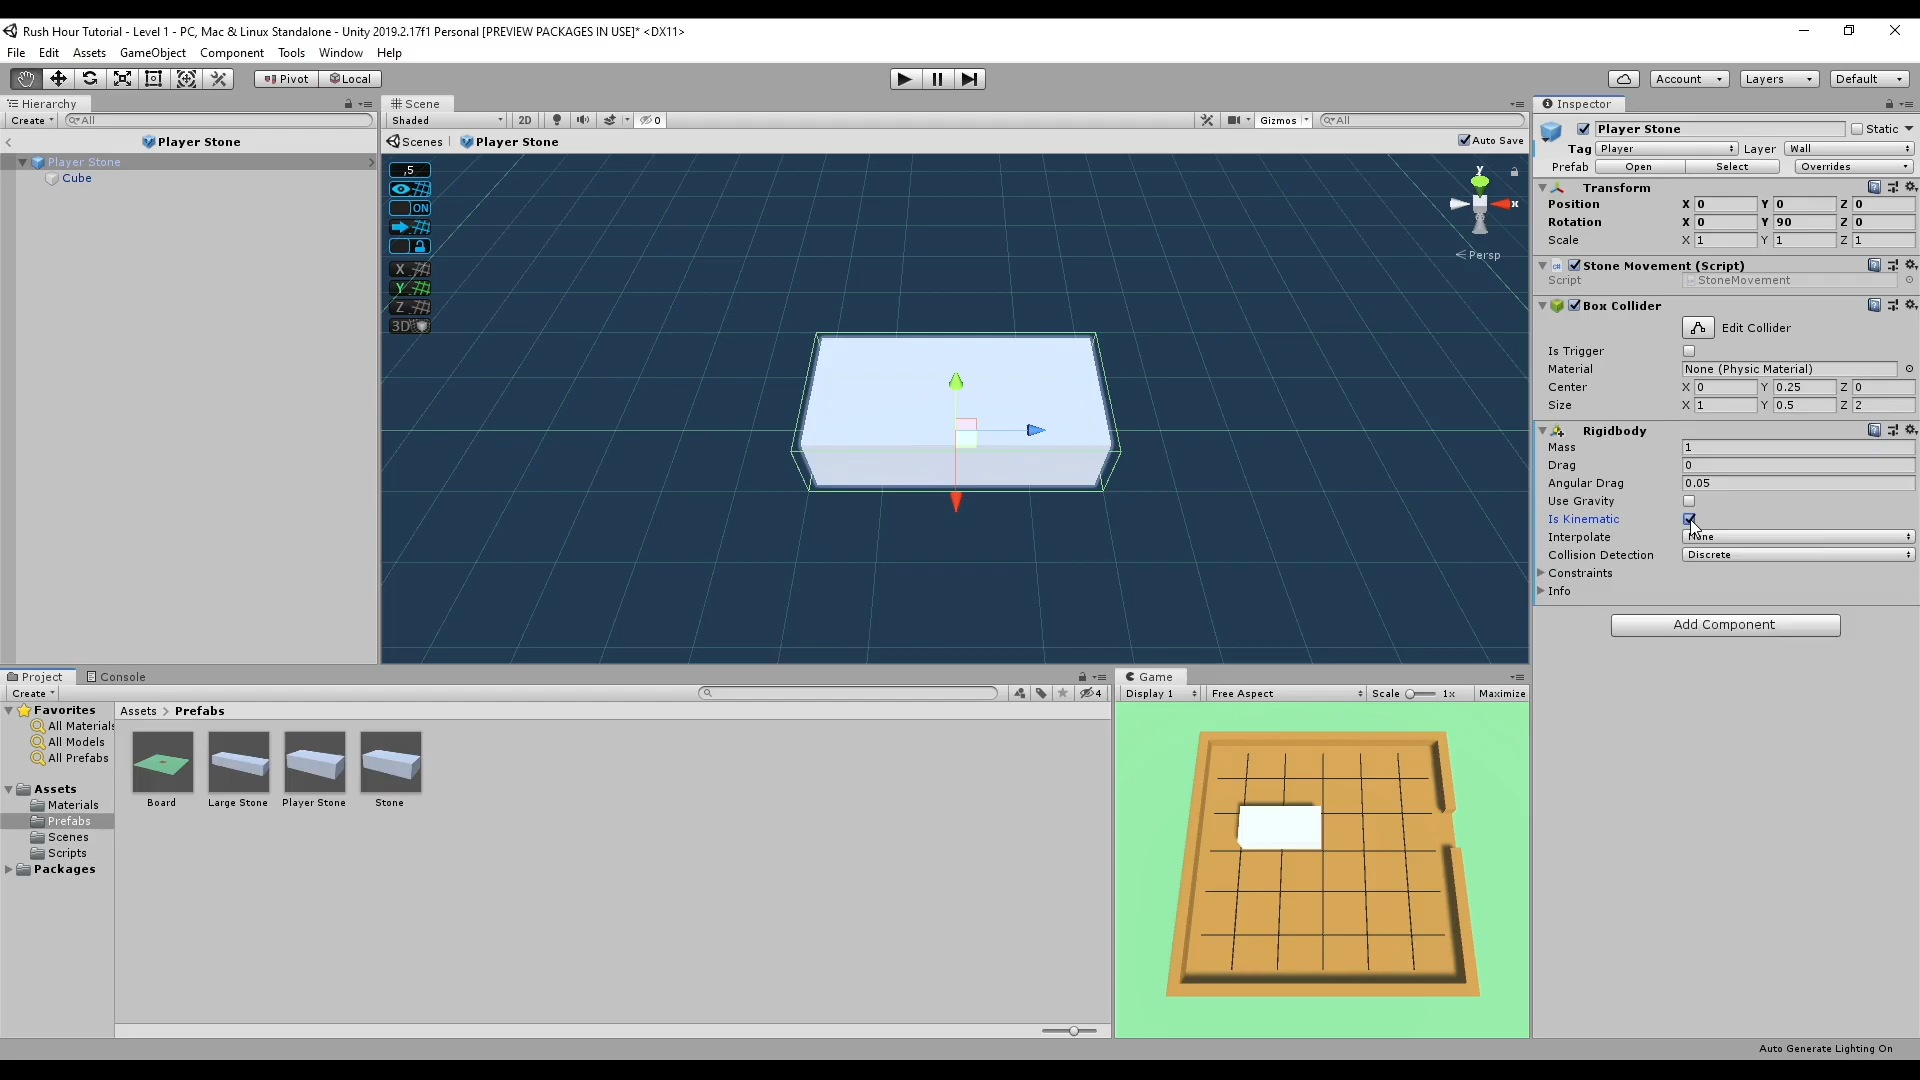 Rush Hour Tutorial - Level 1 - PC, Mac & Linux Standalone - Unity 2019.2.17f1 Personal [PREVIEW PACKAGES IN USE]* <DX11>
File Edit Assets GameObject Component Tools Window Help
Pivot Local Account Layers Default
Hierarchy
Create All
Player Stone
Player Stone
Cube
Scene
Shaded 2D 0 Gizmos All
Scenes Player Stone Auto Save
,5
ON
X
Y
Z
3D
y
x
Persp
Inspector
Player Stone Static
Tag Player Layer Wall
Prefab Open Select Overrides
Transform
Position X 0 Y 0 Z 0
Rotation X 0 Y 90 Z 0
Scale X 1 Y 1 Z 1
Stone Movement (Script)
Script StoneMovement
Box Collider
Edit Collider
Is Trigger
Material None (Physic Material)
Center X 0 Y 0.25 Z 0
Size X 1 Y 0.5 Z 2
Rigidbody
Mass 1
Drag 0
Angular Drag 0.05
Use Gravity
Is Kinematic
Interpolate None
Collision Detection Discrete
Constraints
Info
Add Component
Project Console
Create 4
Favorites
All Materials
All Models
All Prefabs
Assets
Materials
Prefabs
Scenes
Scripts
Packages
Assets > Prefabs
Board Large Stone Player Stone Stone
Game
Display 1 Free Aspect Scale 1x Maximize
Auto Generate Lighting On